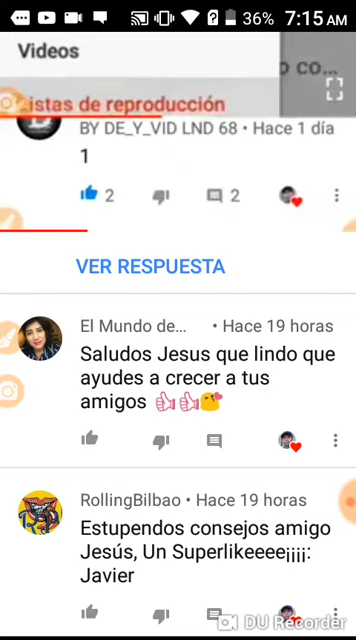 36% 7:15 AM
Videos
o co...
istas de reproducción
BY DE_Y_VID LND 68 • Hace 1 día
1
2 2
VER RESPUESTA
El Mundo de... • Hace 19 horas
Saludos Jesus que lindo que
ayudes a crecer a tus
amigos 👍👍😘
RollingBilbao • Hace 19 horas
Estupendos consejos amigo
Jesús, Un Superlikeeee¡¡¡¡:
Javier
DU Recorder